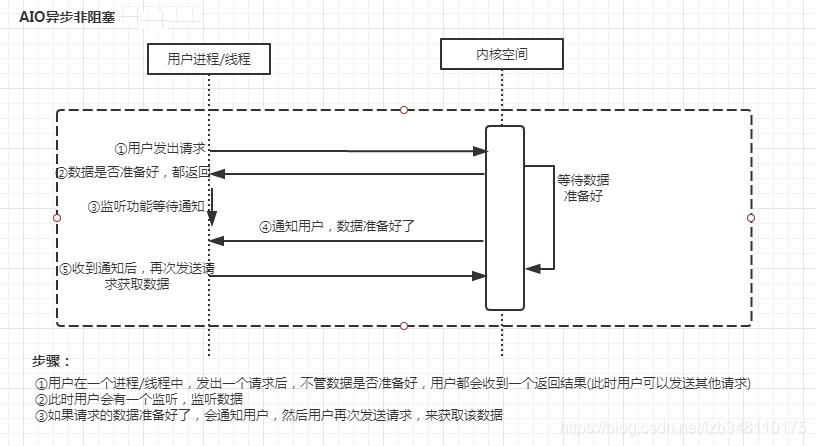 AIO异步非阻塞
用户进程/线程
内核空间
①用户发出请求
②数据是否准备好，都返回
等待数据
准备好
③监听功能等待通知
④通知用户，数据准备好了
⑤收到通知后，再次发送请
求获取数据
步骤：
①用户在一个进程/线程中，发出一个请求后，不管数据是否准备好，用户都会收到一个返回结果(此时用户可以发送其他请求)
②此时用户会有一个监听，监听数据
③如果请求的数据准备好了，会通知用户，然后用户再次发送请求，来获取该数据
https://blog.csdn.net/lzb348110175